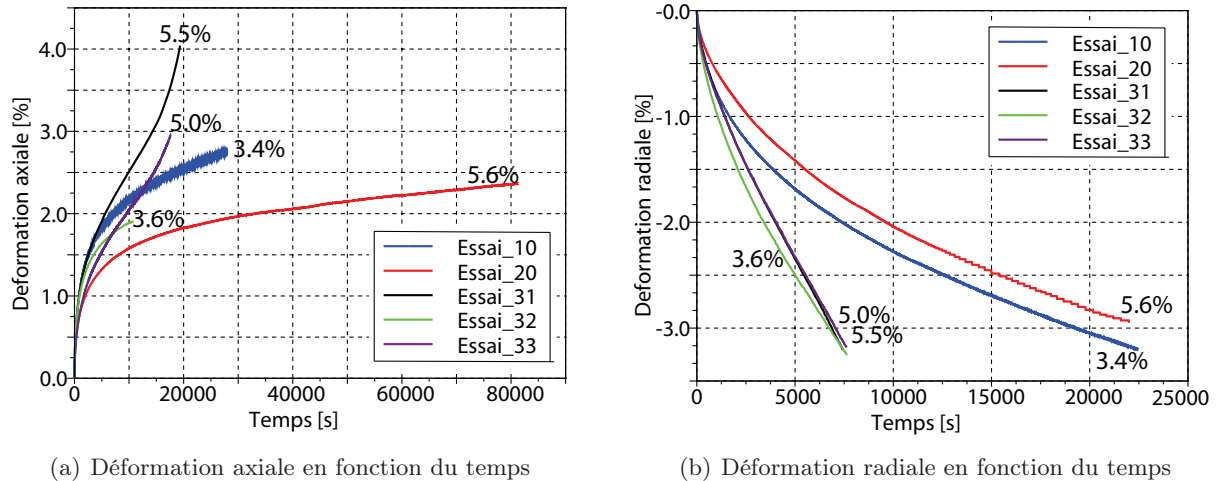 5.5%
5.0%
3.4%
5.6%
3.6%
Deformation axiale [%]
4.0
3.0
2.0
1.0
0.0
Essai_10
Essai_20
Essai_31
Essai_32
Essai_33
0 20000 40000 60000 80000
Temps [s]
(a) Déformation axiale en fonction du temps
-0.0
-1.0
-2.0
-3.0
Deformation radiale [%]
Essai_10
Essai_20
Essai_31
Essai_32
Essai_33
3.6%
5.0%
5.5%
5.6%
3.4%
0 5000 10000 15000 20000 25000
Temps [s]
(b) Déformation radiale en fonction du temps